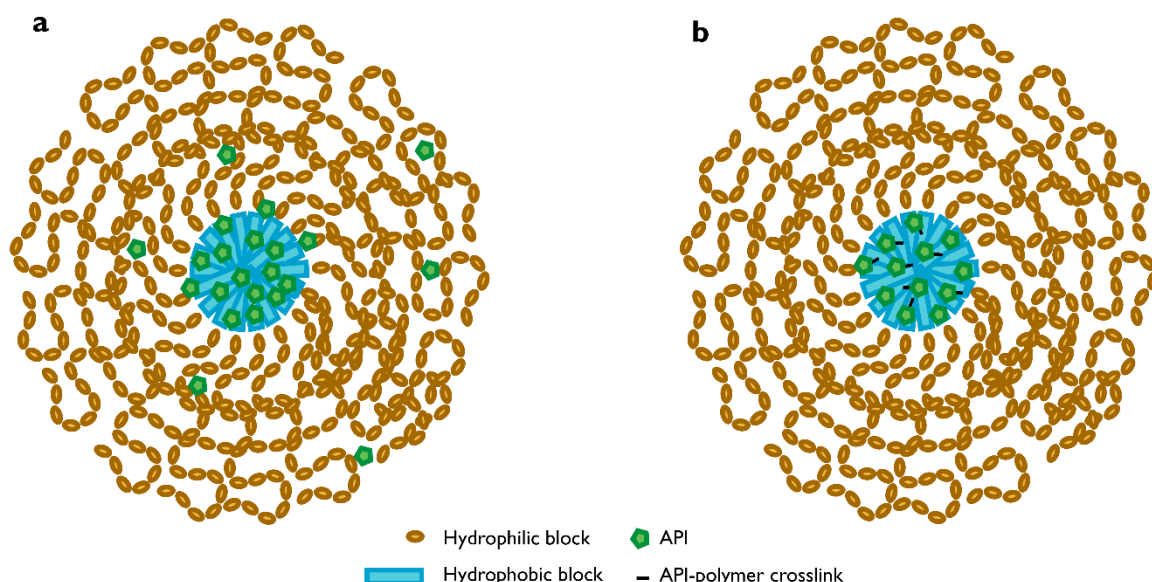 a
b
Hydrophilic block
API
Hydrophobic block
API-polymer crosslink